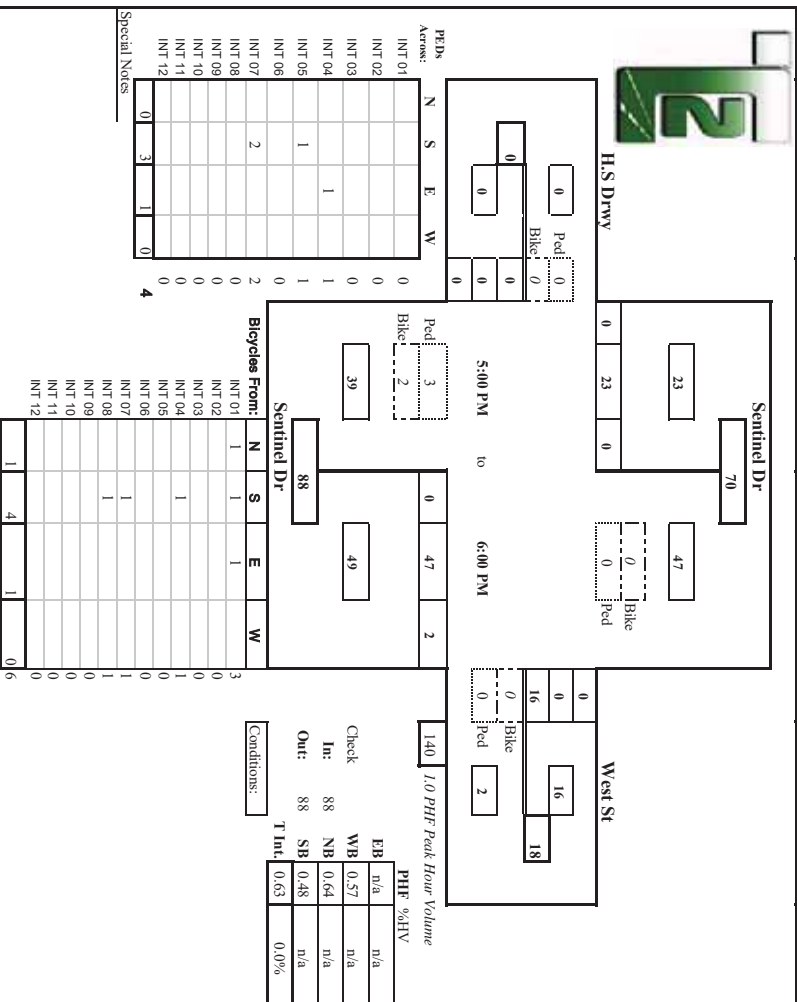 Sentinel Dr
70
23 47
0 Bike
H.S Drwy 0 23 0 0 Ped West St
0
0 Ped 0 0 16
Bike 0 16 18
0 0 0 Bike
0 0 5:00 PM to 6:00 PM 0 Ped 2
0
PEDs
Across: N S E W Ped 3 0 47 2 140 1.0 PHF Peak Hour Volume
INT 01 0 Bike 2 PHF %HV
INT 02 0 EB n/a n/a
INT 03 0 39 49 Check WB 0.57 n/a
INT 04 1 1 In: 88 NB 0.64 n/a
INT 05 1 1 88 Out: 88 SB 0.48 n/a
INT 06 0 Sentinel Dr T Int. 0.63 0.0%
INT 07 2 2 Bicycles From: N S E W Conditions:
INT 08 0 INT 01 1 1 1 3
INT 09 0 INT 02 0
INT 10 0 INT 03 0
INT 11 0 INT 04 1 1
INT 12 0 INT 05 0
0 3 1 0 4
INT 06 0
INT 07 1 1
Special Notes INT 08 1 1
INT 09 0
INT 10 0
INT 11 0
INT 12 0
1 4 1 0 6